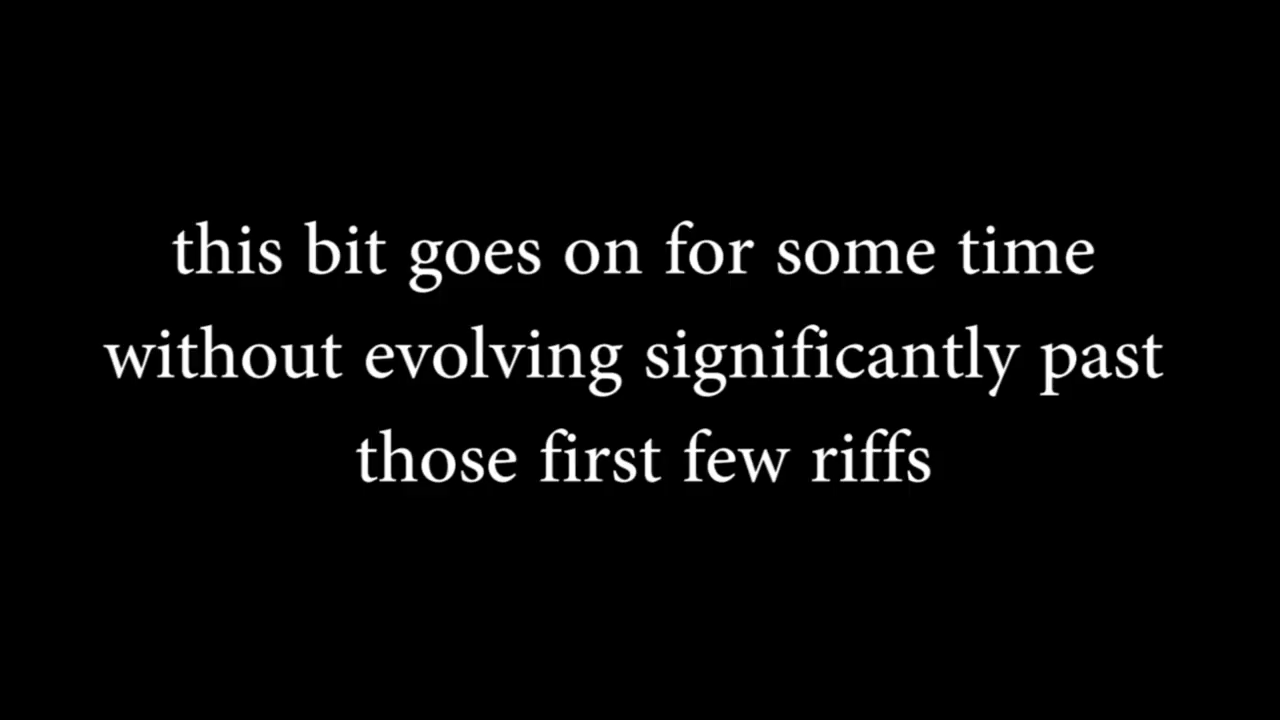 this bit goes on for some time
without evolving significantly past
those first few riffs